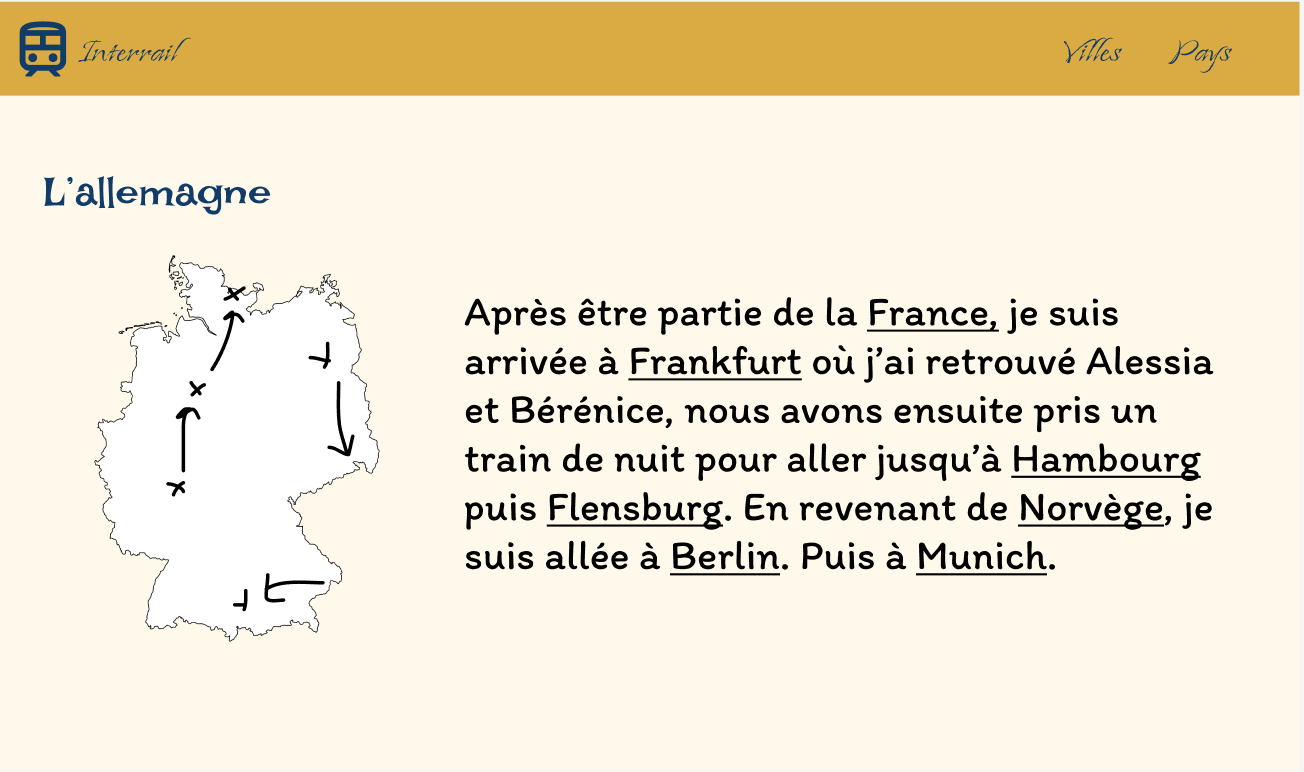 Interrail
Villes
Pays
L'allemagne
Après être partie de la France, je suis
arrivée à Frankfurt où j'ai retrouvé Alessia
et Bérénice, nous avons ensuite pris un
train de nuit pour aller jusqu'à Hambourg
puis Flensburg. En revenant de Norvège, je
suis allée à Berlin. Puis à Munich.